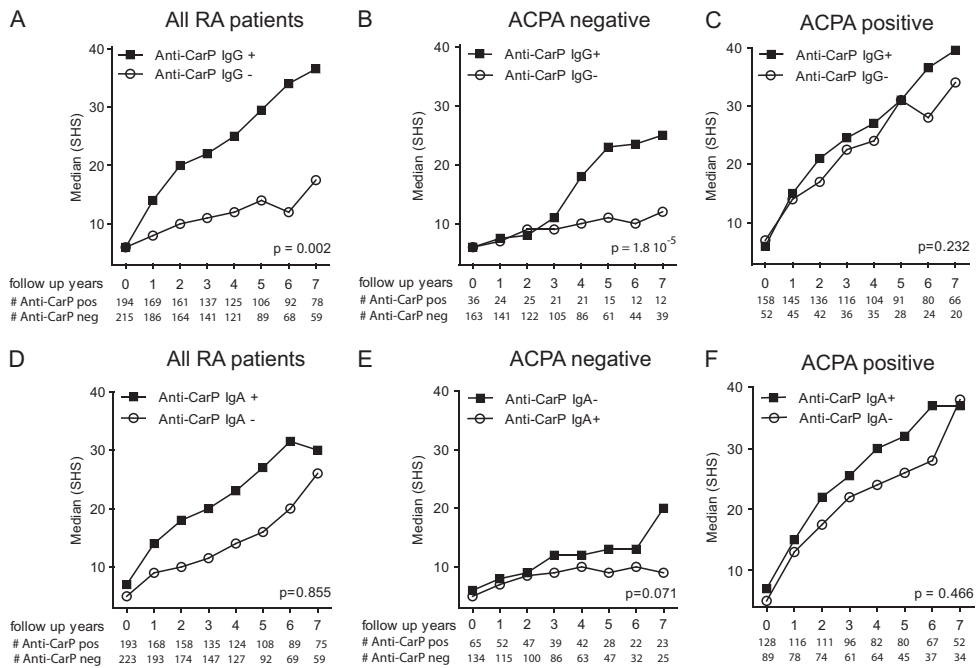 A All RA patients
Anti-CarP IgG +
Anti-CarP IgG -
Median (SHS)
40
30
20
10
p = 0.002
follow up years 0 1 2 3 4 5 6 7
# Anti-CarP pos 194 169 161 137 125 106 92 78
# Anti-CarP neg 215 186 164 141 121 89 68 59
B ACPA negative
Anti-CarP IgG+
Anti-CarP IgG-
Median (SHS)
40
30
20
10
p = 1.8 10⁻⁵
0 1 2 3 4 5 6 7
36 24 25 21 21 15 12 12
163 141 122 105 86 61 44 39
C ACPA positive
Anti-CarP IgG+
Anti-CarP IgG-
Median (SHS)
40
30
20
10
p=0.232
0 1 2 3 4 5 6 7
158 145 136 116 104 91 80 66
52 45 42 36 35 28 24 20
D All RA patients
Anti-CarP IgA +
Anti-CarP IgA -
Median (SHS)
40
30
20
10
p=0.855
follow up years 0 1 2 3 4 5 6 7
# Anti-CarP pos 193 168 158 135 124 108 89 75
# Anti-CarP neg 223 193 174 147 127 92 69 59
E ACPA negative
Anti-CarP IgA-
Anti-CarP IgA+
Median (SHS)
40
30
20
10
p=0.071
follow up years 0 1 2 3 4 5 6 7
# Anti-CarP pos 65 52 47 39 42 28 22 23
# Anti-CarP neg 134 115 100 86 63 47 32 25
F ACPA positive
Anti-CarP IgA+
Anti-CarP IgA-
Median (SHS)
40
30
20
10
p = 0.466
0 1 2 3 4 5 6 7
128 116 111 96 82 80 67 52
89 78 74 61 64 45 37 34